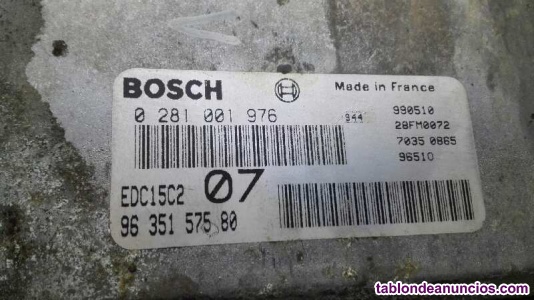 BOSCH
Made in France
0 281 001 976
944
990510
28FM0072
7035 0865
96510
EDC15C2
07
96 351 575 80
tablondeanuncios.com